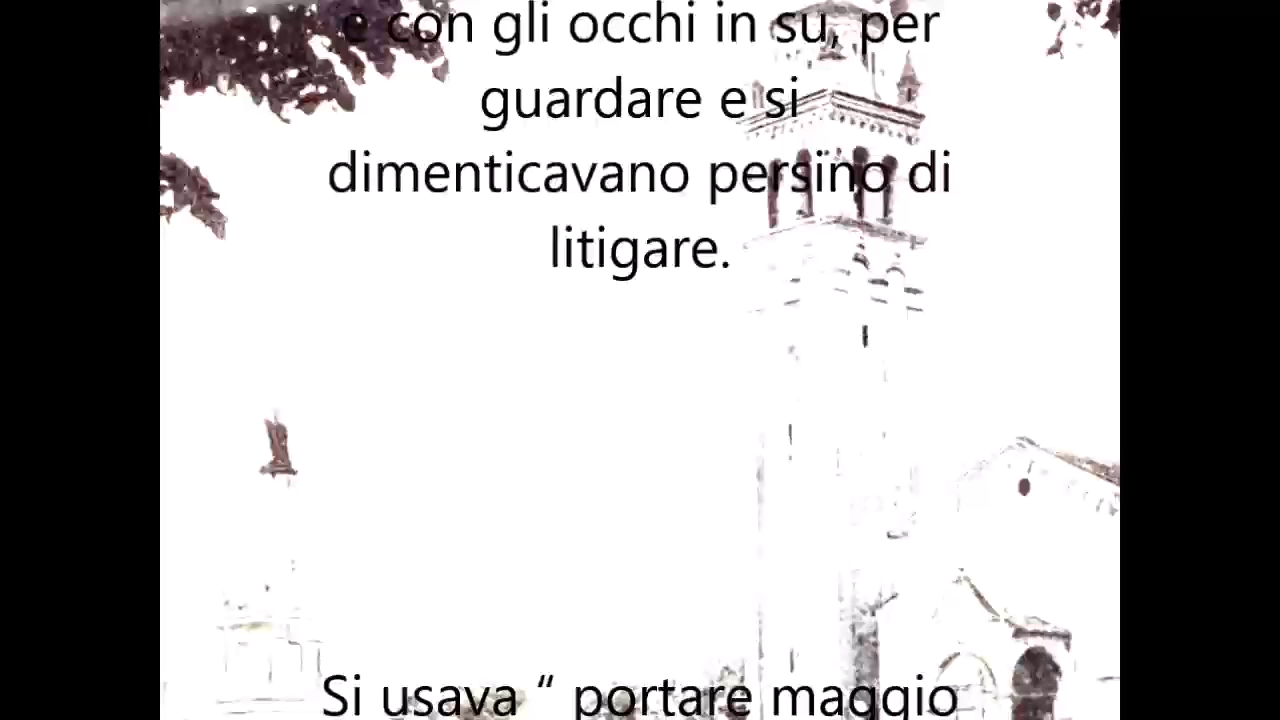 e con gli occhi in su, per
guardare e si
dimenticavano persino di
litigare.
Si usava “ portare maggio